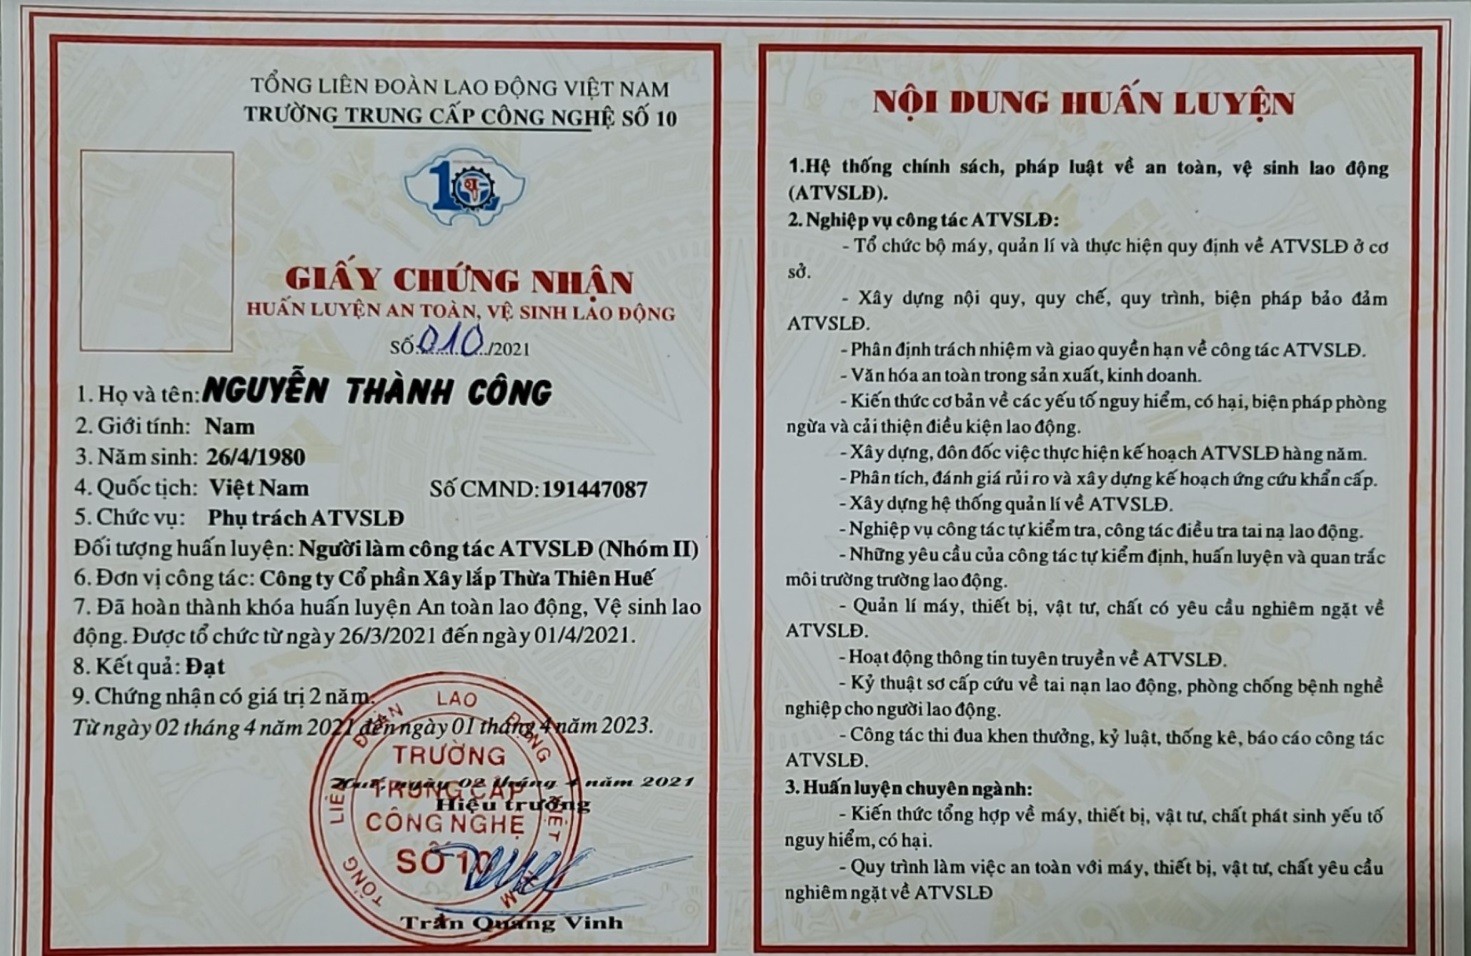 TỔNG LIÊN ĐOÀN LAO ĐỘNG VIỆT NAM
TRƯỜNG TRUNG CẤP CÔNG NGHỆ SỐ 10
10
GIẤY CHỨNG NHẬN
HUẤN LUYỆN AN TOÀN, VỆ SINH LAO ĐỘNG
SỐ:010/2021
1. Họ và tên: NGUYỄN THÀNH CÔNG
2. Giới tính: Nam
3. Năm sinh: 26/4/1980
4. Quốc tịch: Việt Nam Số CMND: 191447087
5. Chức vụ: Phụ trách ATVSLĐ
Đối tượng huấn luyện: Người làm công tác ATVSLĐ (Nhóm II)
6. Đơn vị công tác: Công ty Cổ phần Xây lắp Thừa Thiên Huế
7. Đã hoàn thành khóa huấn luyện An toàn lao động, Vệ sinh lao
động. Được tổ chức từ ngày 26/3/2021 đến ngày 01/4/2021.
8. Kết quả: Đạt
9. Chứng nhận có giá trị 2 năm.
Từ ngày 02 tháng 4 năm 2021 đến ngày 01 tháng 4 năm 2023.
Huế, ngày 02 tháng 4 năm 2021
Hiệu trưởng
TỔNG LIÊN ĐOÀN LAO ĐỘNG VIỆT NAM
TRƯỜNG
TRUNG CẤP
CÔNG NGHỆ
SỐ 10
Trần Quang Vinh
NỘI DUNG HUẤN LUYỆN
1.Hệ thống chính sách, pháp luật về an toàn, vệ sinh lao động
(ATVSLĐ).
2. Nghiệp vụ công tác ATVSLĐ:
- Tổ chức bộ máy, quản lí và thực hiện quy định về ATVSLĐ ở cơ
sở.
- Xây dựng nội quy, quy chế, quy trình, biện pháp bảo đảm
ATVSLĐ.
- Phân định trách nhiệm và giao quyền hạn về công tác ATVSLĐ.
- Văn hóa an toàn trong sản xuất, kinh doanh.
- Kiến thức cơ bản về các yếu tố nguy hiểm, có hại, biện pháp phòng
ngừa và cải thiện điều kiện lao động.
- Xây dựng, đôn đốc việc thực hiện kế hoạch ATVSLĐ hàng năm.
- Phân tích, đánh giá rủi ro và xây dựng kế hoạch ứng cứu khẩn cấp.
- Xây dựng hệ thống quản lí về ATVSLĐ.
- Nghiệp vụ công tác tự kiểm tra, công tác điều tra tai nạ lao động.
- Những yêu cầu của công tác tự kiểm định, huấn luyện và quan trắc
môi trường trường lao động.
- Quản lí máy, thiết bị, vật tư, chất có yêu cầu nghiêm ngặt về
ATVSLĐ.
- Hoạt động thông tin tuyên truyền về ATVSLĐ.
- Kỷ thuật sơ cấp cứu về tai nạn lao động, phòng chống bệnh nghề
nghiệp cho người lao động.
- Công tác thi đua khen thưởng, kỷ luật, thống kê, báo cáo công tác
ATVSLĐ.
3. Huấn luyện chuyên ngành:
- Kiến thức tổng hợp về máy, thiết bị, vật tư, chất phát sinh yếu tố
nguy hiểm, có hại.
- Quy trình làm việc an toàn với máy, thiết bị, vật tư, chất yêu cầu
nghiêm ngặt về ATVSLĐ